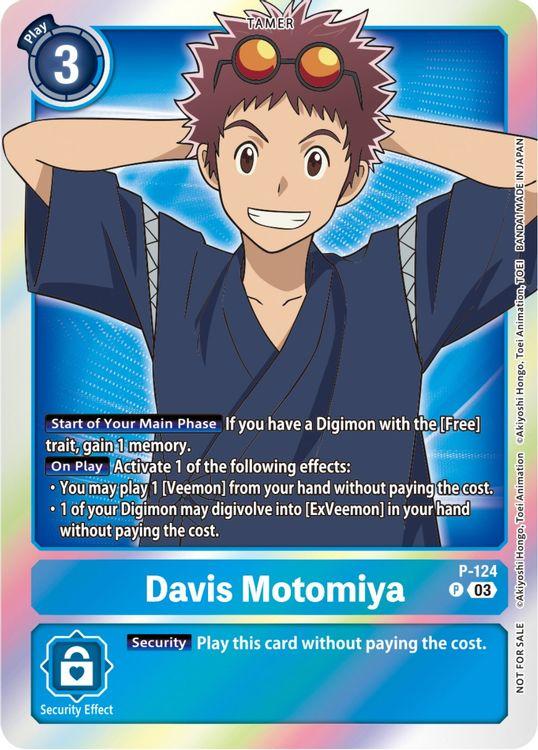 TAMER
Play
3
Start of Your Main Phase If you have a Digimon with the [Free]
trait, gain 1 memory.
On Play Activate 1 of the following effects:
• You may play 1 [Veemon] from your hand without paying the cost.
• 1 of your Digimon may digivolve into [ExVeemon] in your hand
without paying the cost.
Davis Motomiya
P-124
P 03
Security Play this card without paying the cost.
Security Effect
NOT FOR SALE ©Akiyoshi Hongo, Toei Animation ©Akiyoshi Hongo, Toei Animation, TOEI BANDAI MADE IN JAPAN